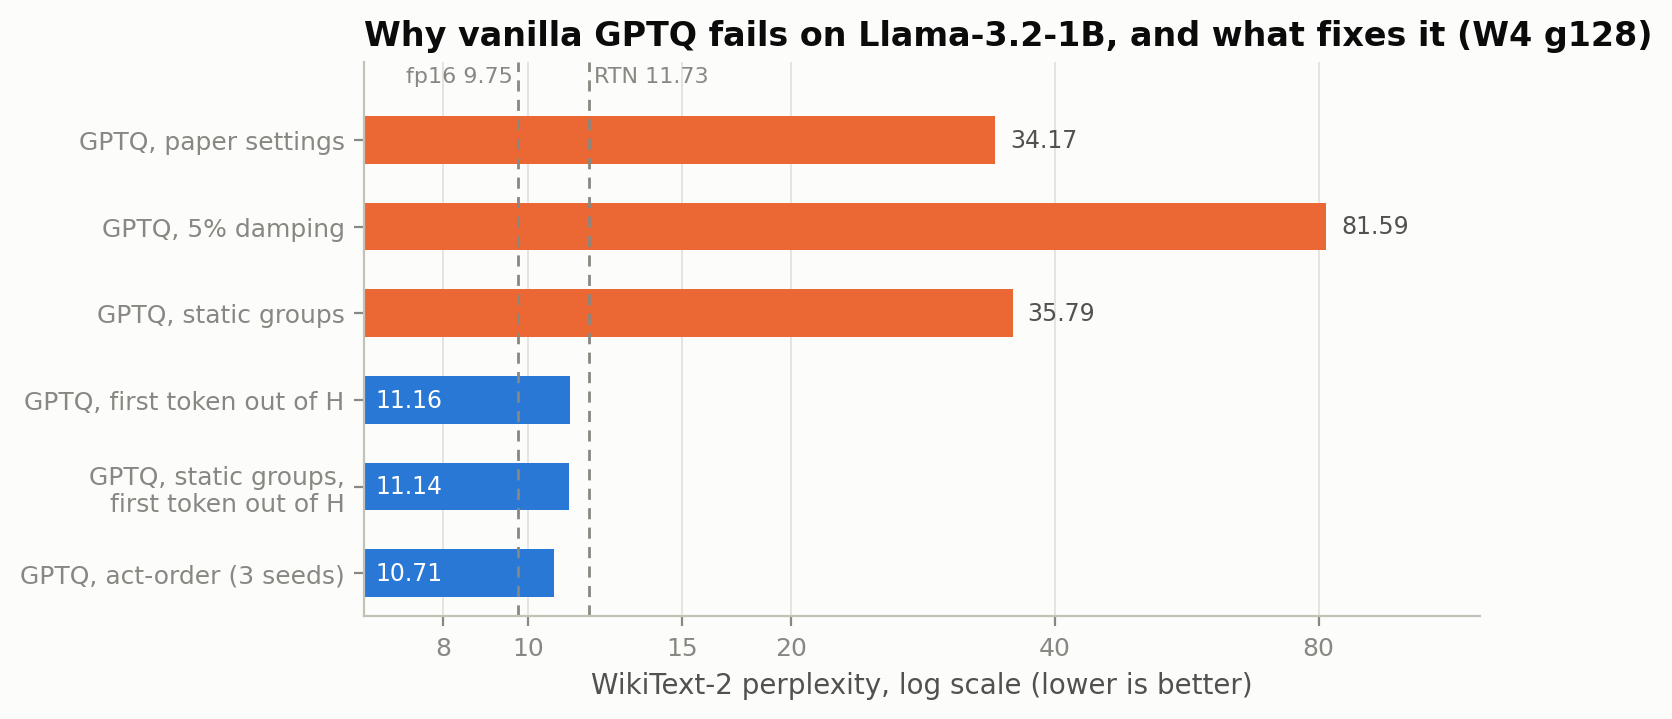 Why vanilla GPTQ fails on Llama-3.2-1B, and what fixes it (W4 g128)
fp16 9.75
RTN 11.73
GPTQ, paper settings
34.17
GPTQ, 5% damping
81.59
GPTQ, static groups
35.79
GPTQ, first token out of H
11.16
GPTQ, static groups,
first token out of H
11.14
GPTQ, act-order (3 seeds)
10.71
8
10
15
20
40
80
WikiText-2 perplexity, log scale (lower is better)